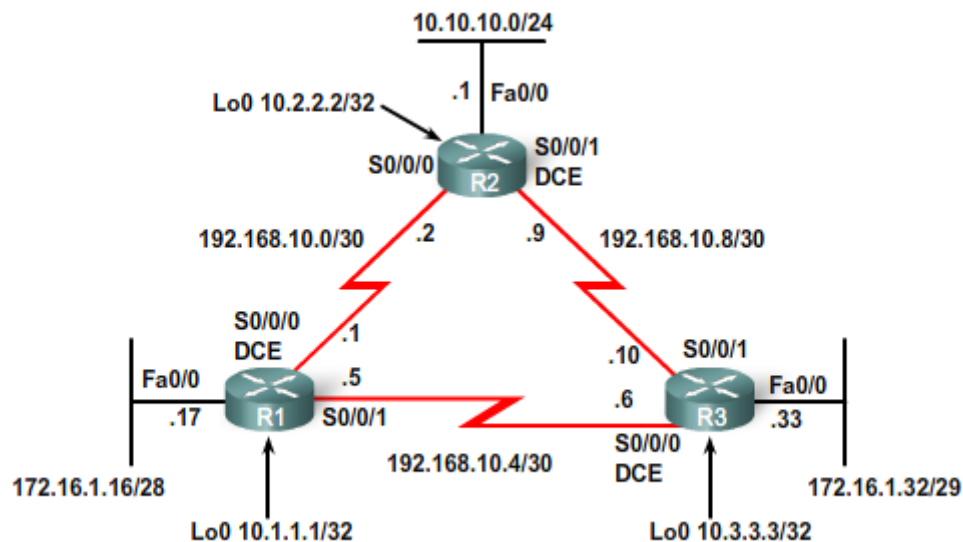 10.10.10.0/24
.1 Fa0/0
Lo0 10.2.2.2/32
S0/0/0
S0/0/1
DCE
R2
.2
.9
192.168.10.0/30
192.168.10.8/30
S0/0/0
DCE
.1
.10
S0/0/1
Fa0/0
.17
R1
.5
S0/0/1
.6
R3
Fa0/0
.33
S0/0/0
DCE
192.168.10.4/30
172.16.1.16/28
172.16.1.32/29
Lo0 10.1.1.1/32
Lo0 10.3.3.3/32